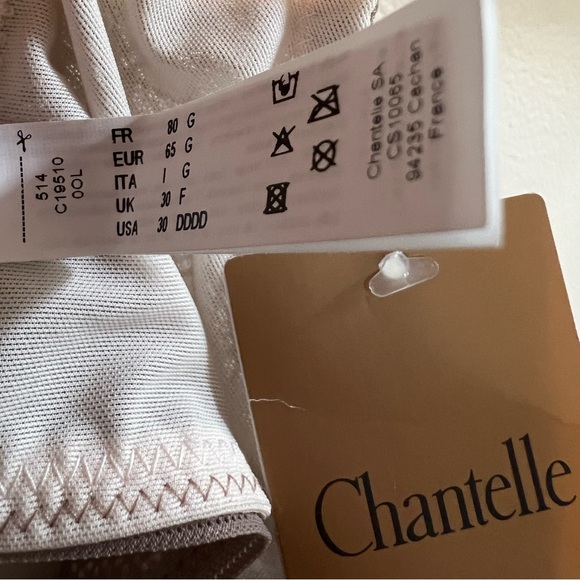 514
C19510
0OL
FR 80 G
EUR 65 G
ITA I G
UK 30 F
USA 30 DDDD
Chantelle SA
CS10065
94235 Cachan
France
Chantelle